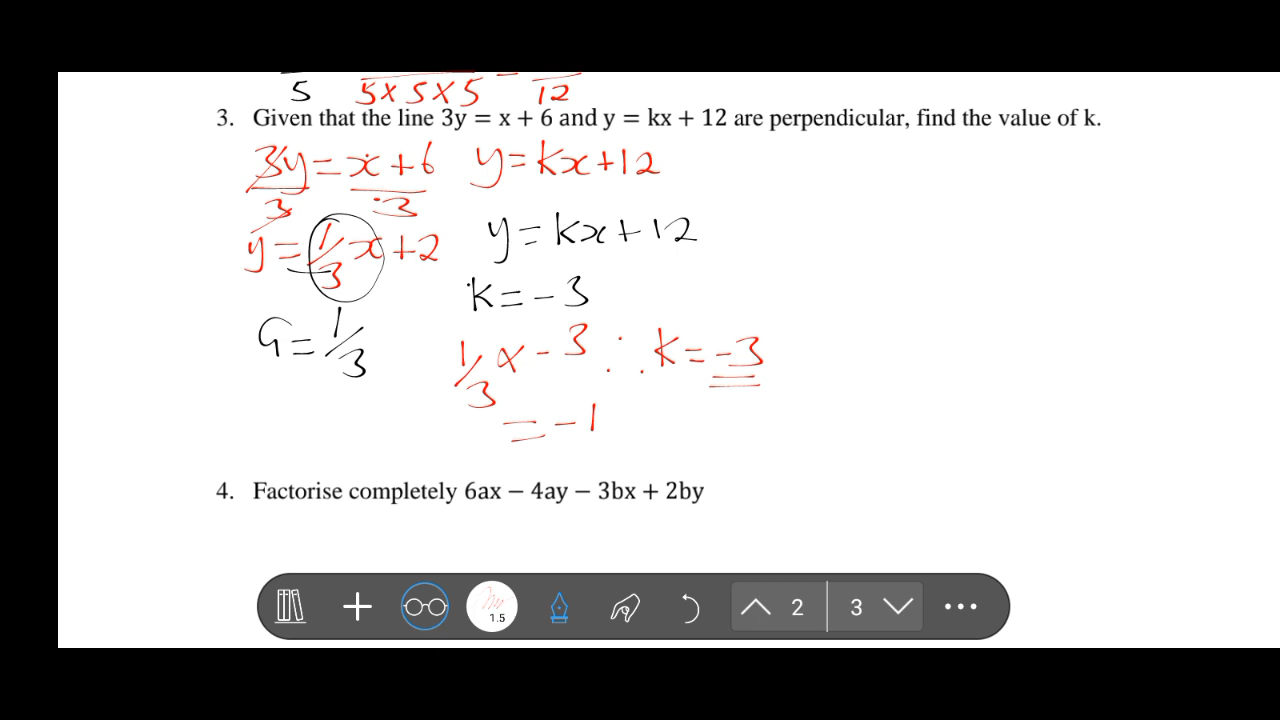 5 5x5x5 12
3. Given that the line 3y = x + 6 and y = kx + 12 are perpendicular, find the value of k.
3y = x + 6 y = kx + 12
3 3
y = 1/3 x + 2 y = kx + 12
k = - 3
G = 1/3 1/3 x - 3 ∴ k = -3
= - 1
4. Factorise completely 6ax − 4ay − 3bx + 2by
1.5 2 3